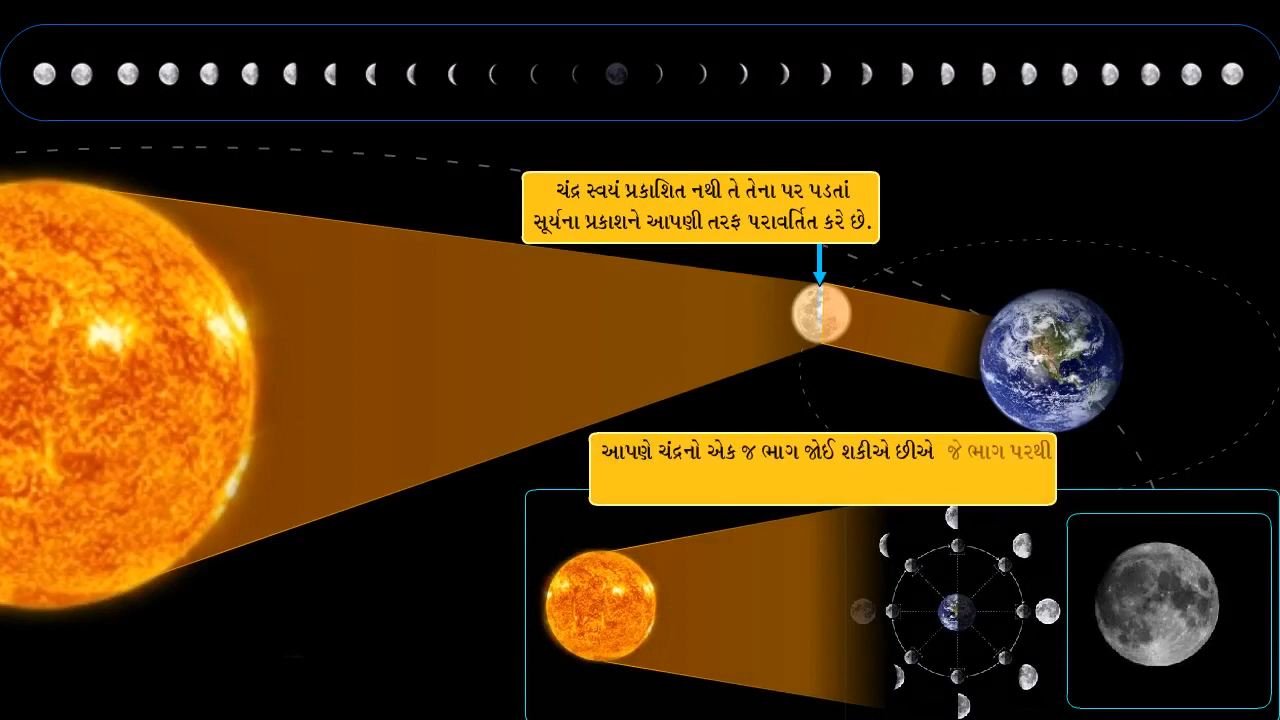 ચંદ્ર સ્વયં પ્રકાશિત નથી તે તેના પર પડતાં
સૂર્યના પ્રકાશને આપણી તરફ પરાવર્તિત કરે છે.
આપણે ચંદ્રનો એક જ ભાગ જોઈ શકીએ છીએ જે ભાગ પરથી